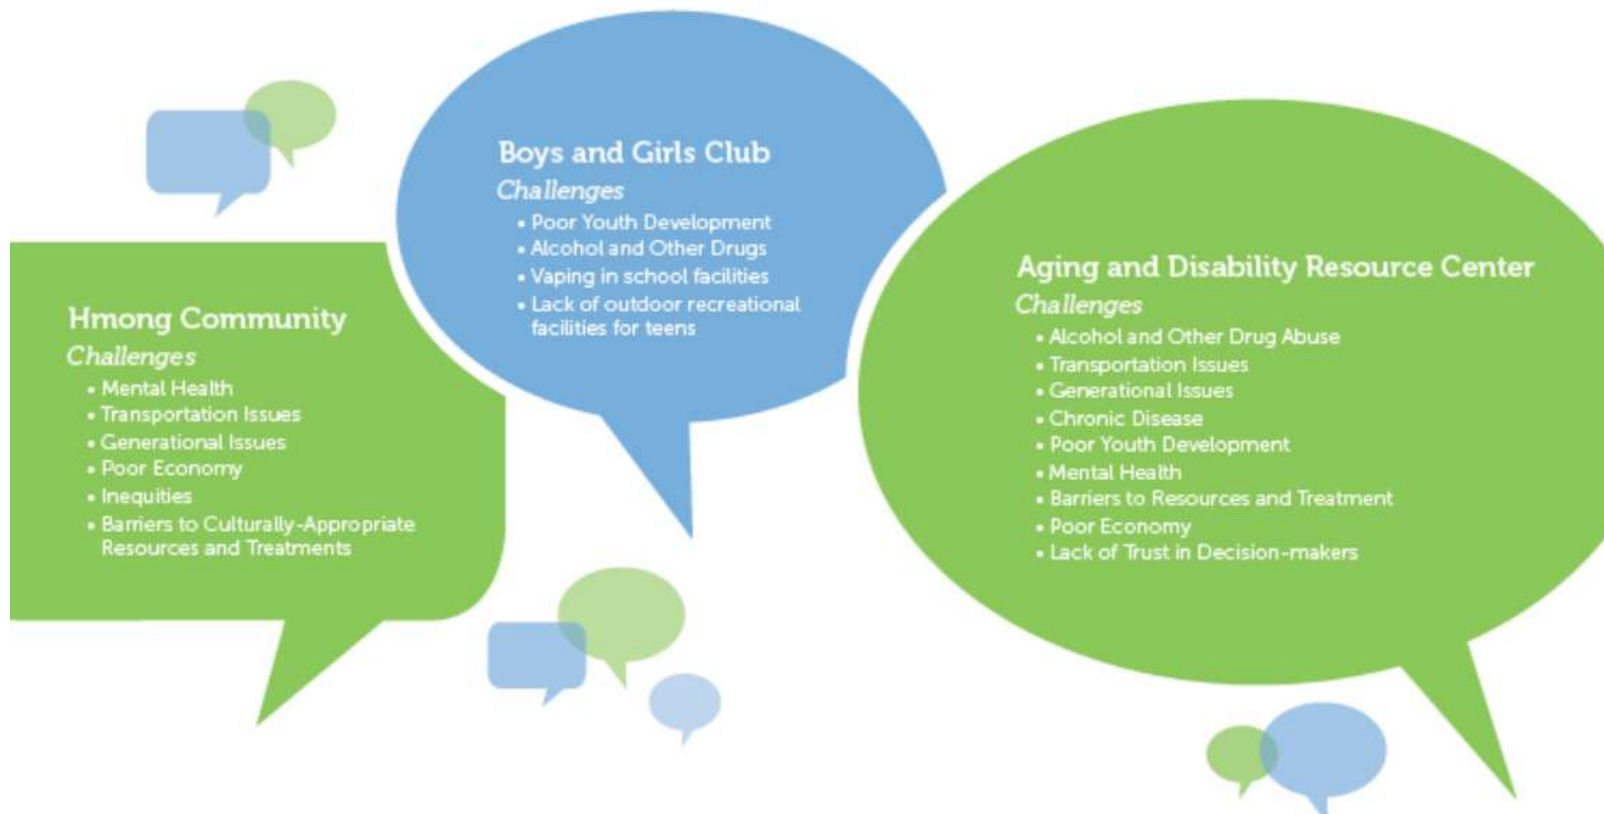 Hmong Community
Challenges
• Mental Health
• Transportation Issues
• Generational Issues
• Poor Economy
• Inequities
• Barriers to Culturally-Appropriate
Resources and Treatments
Boys and Girls Club
Challenges
• Poor Youth Development
• Alcohol and Other Drugs
• Vaping in school facilities
• Lack of outdoor recreational
facilities for teens
Aging and Disability Resource Center
Challenges
• Alcohol and Other Drug Abuse
• Transportation Issues
• Generational Issues
• Chronic Disease
• Poor Youth Development
• Mental Health
• Barriers to Resources and Treatment
• Poor Economy
• Lack of Trust in Decision-makers